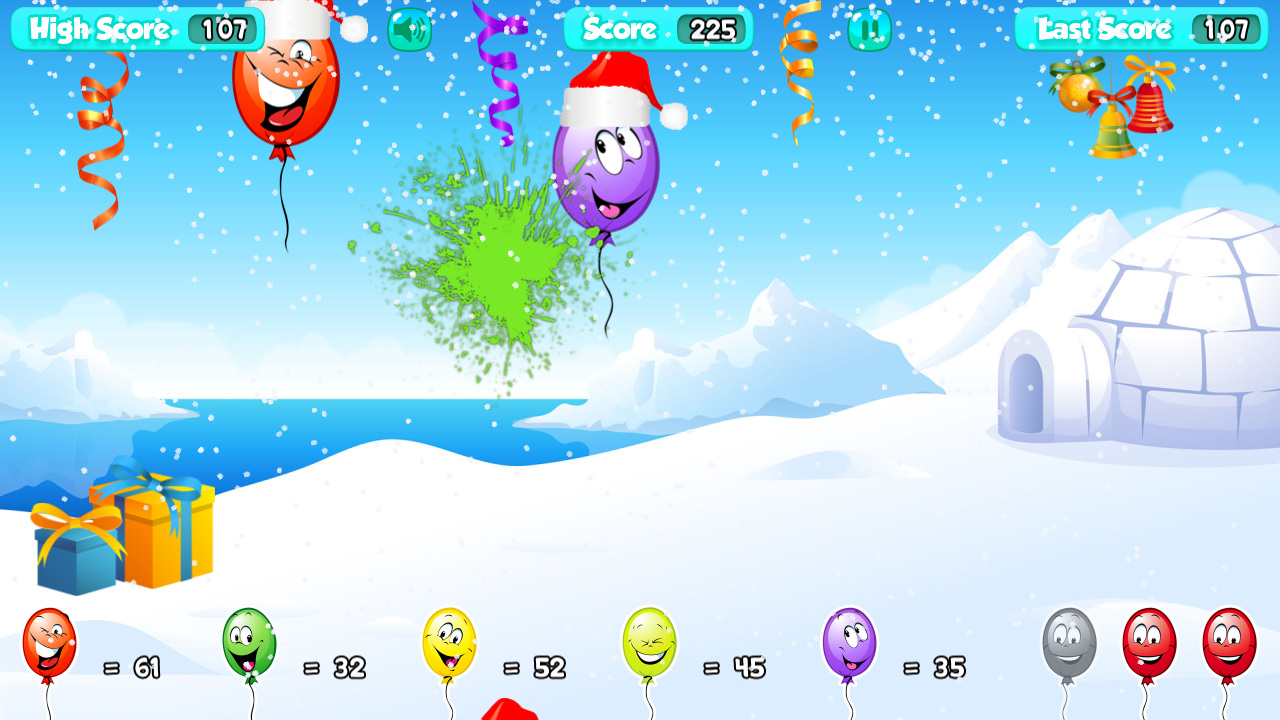 High Score 107
Score 225
Last Score 107
= 61
= 32
= 52
= 45
= 35